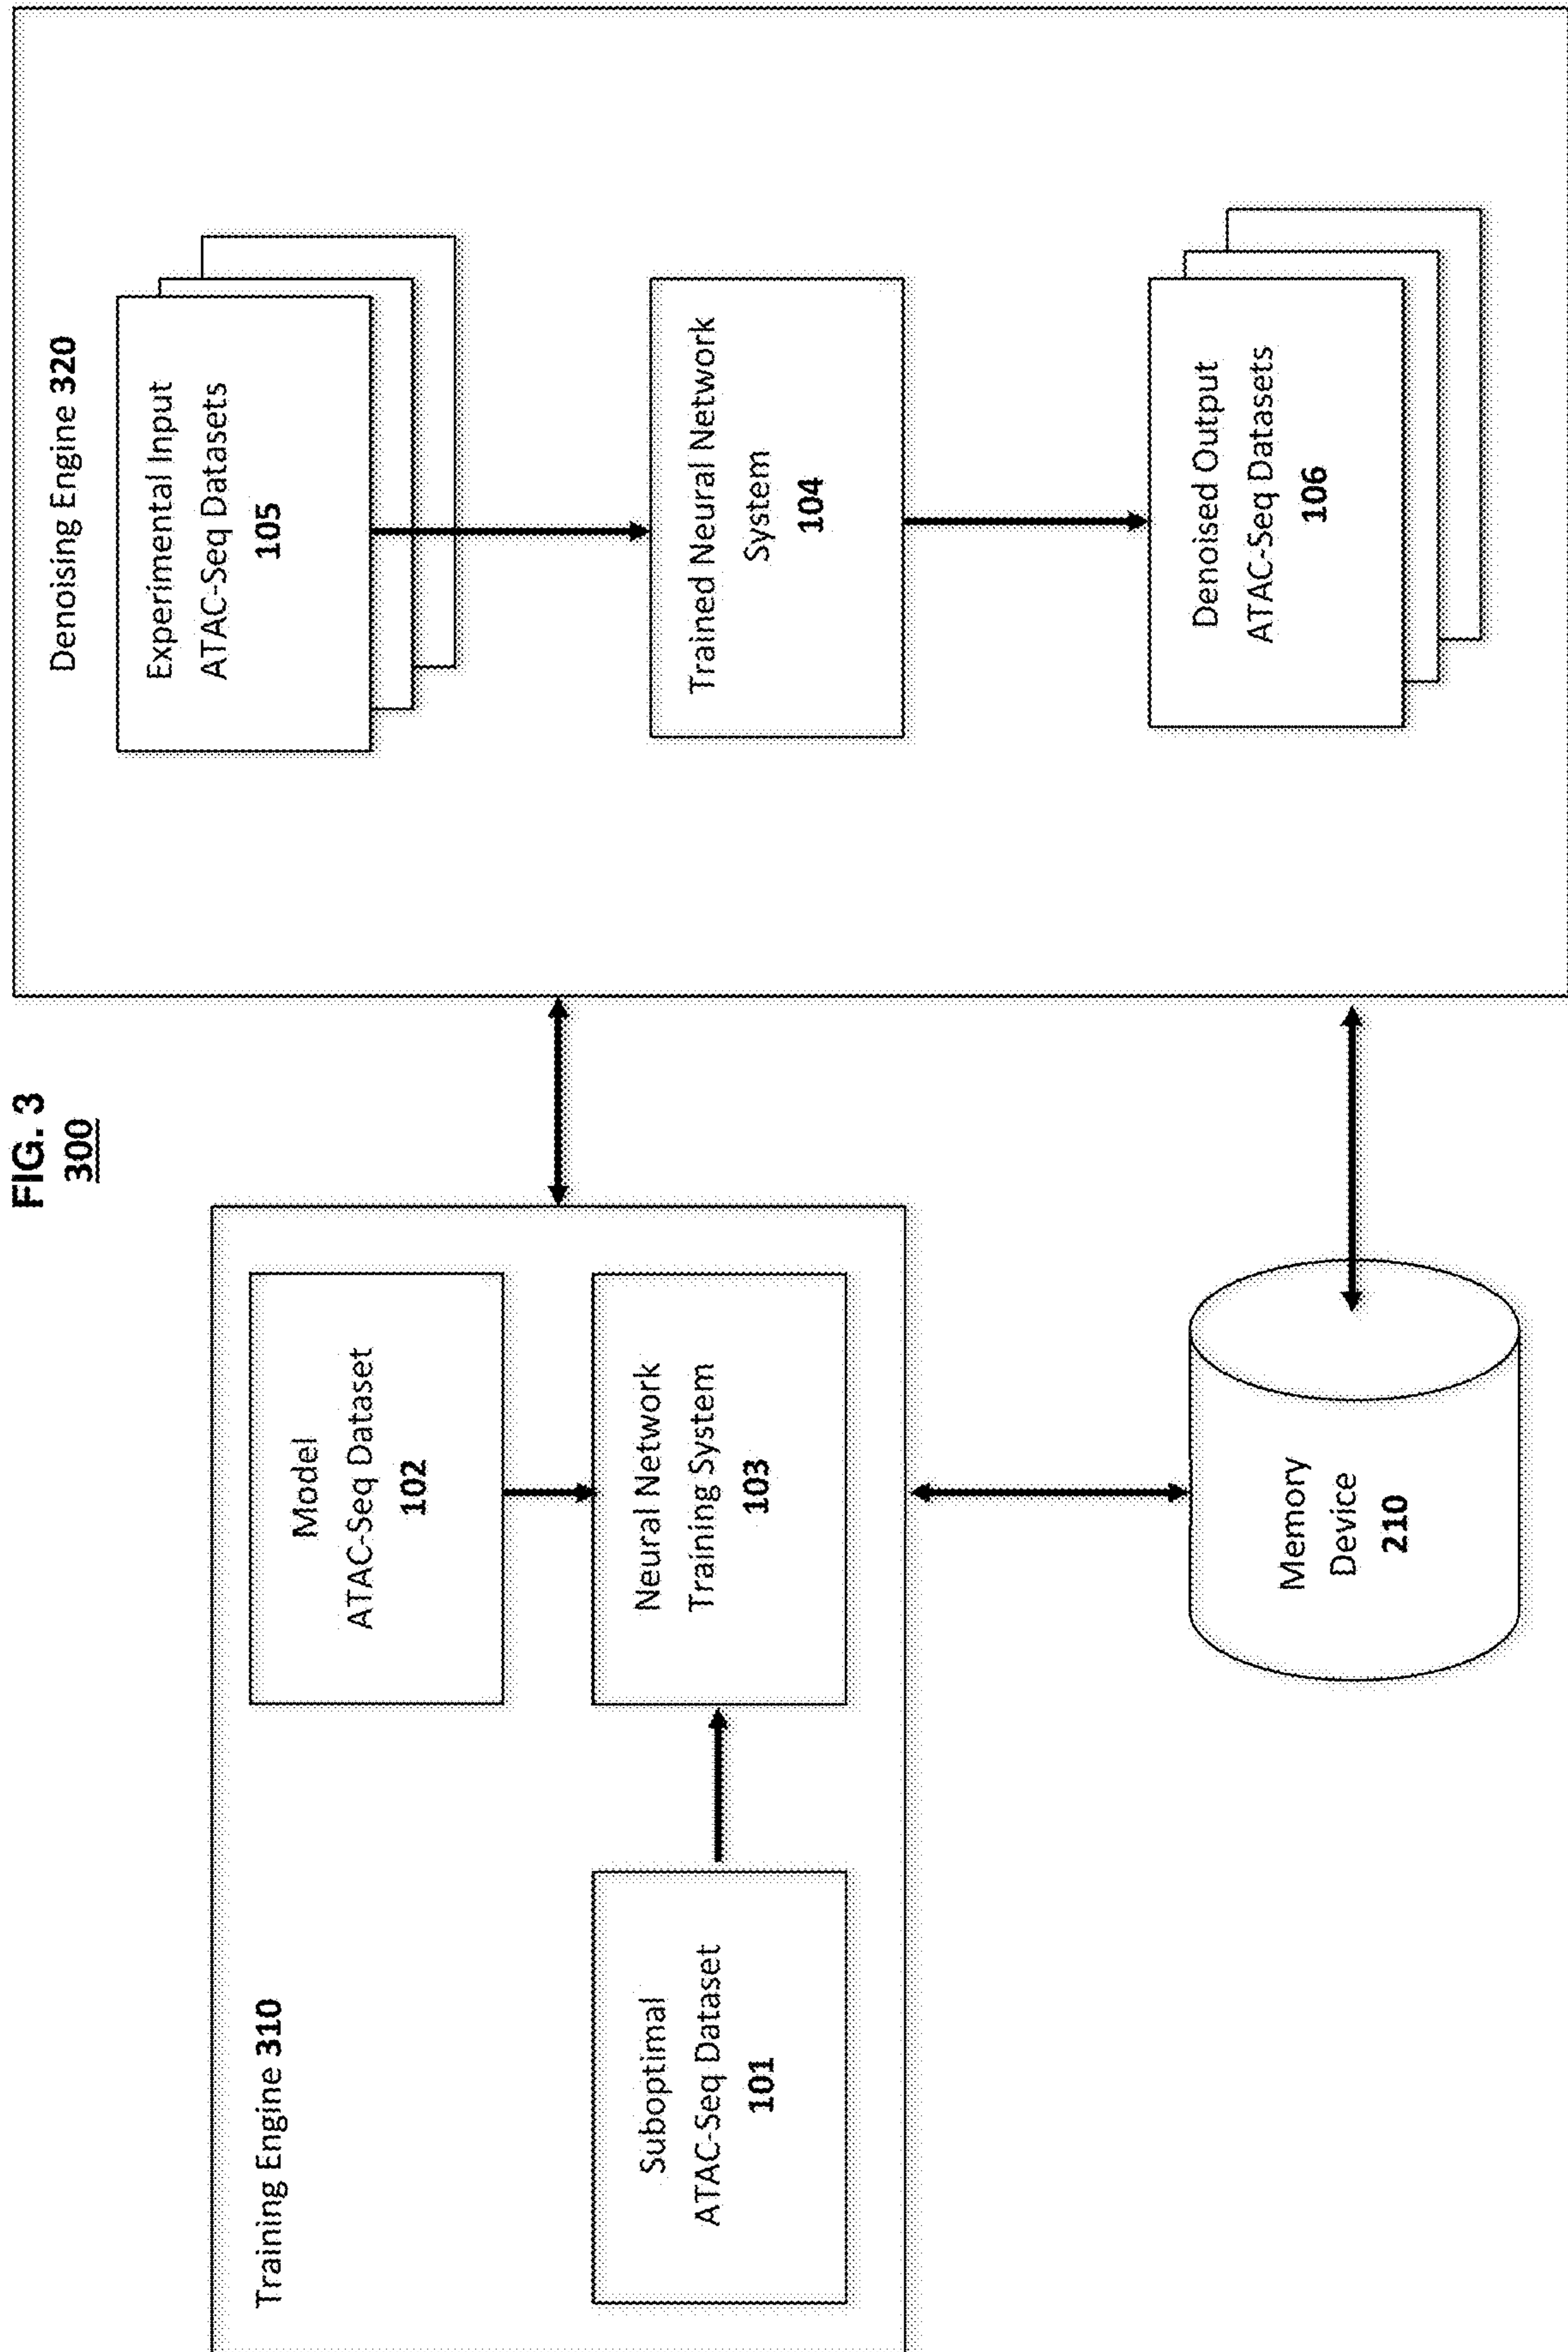 FIG. 3
300
Training Engine 310
Model
ATAC-Seq Dataset
102
Suboptimal
ATAC-Seq Dataset
101
Neural Network
Training System
103
Memory
Device
210
Denoising Engine 320
Experimental Input
ATAC-Seq Datasets
105
Trained Neural Network
System
104
Denoised Output
ATAC-Seq Datasets
106